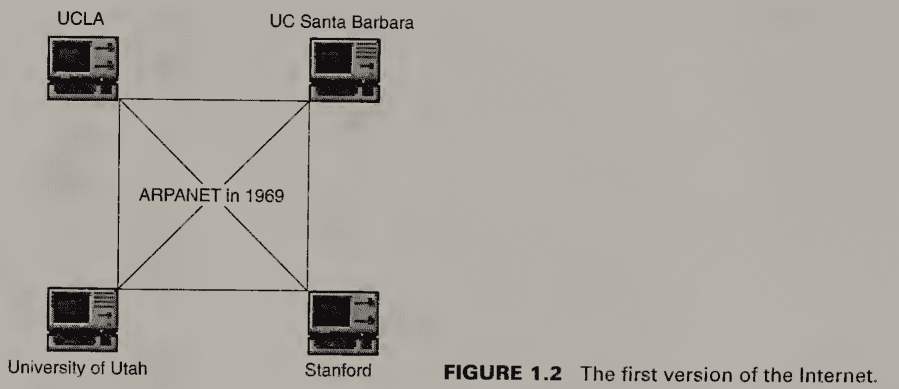 UCLA
UC Santa Barbara
ARPANET in 1969
University of Utah
Stanford
FIGURE 1.2 The first version of the Internet.